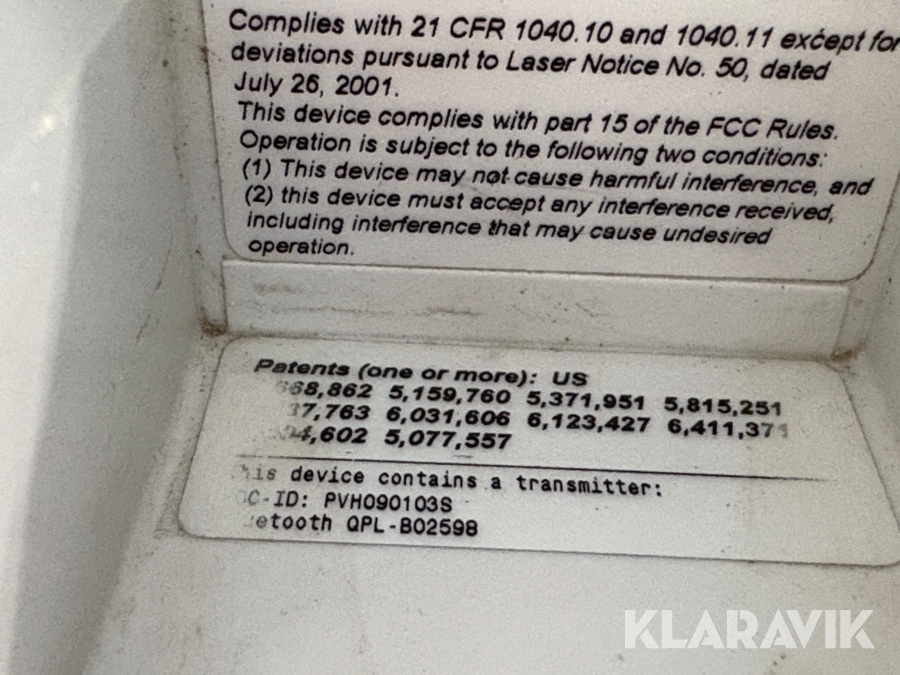 Complies with 21 CFR 1040.10 and 1040.11 except for
deviations pursuant to Laser Notice No. 50, dated
July 26, 2001.
This device complies with part 15 of the FCC Rules.
Operation is subject to the following two conditions:
(1) This device may not cause harmful interference, and
(2) this device must accept any interference received,
including interference that may cause undesired
operation.
Patents (one or more): US
5,159,760 5,371,951 5,815,251
6,031,606 6,123,427 6,411,371
5,077,557
device contains a transmitter:
PVH090103S
QPL-B02598
KLARAVIK